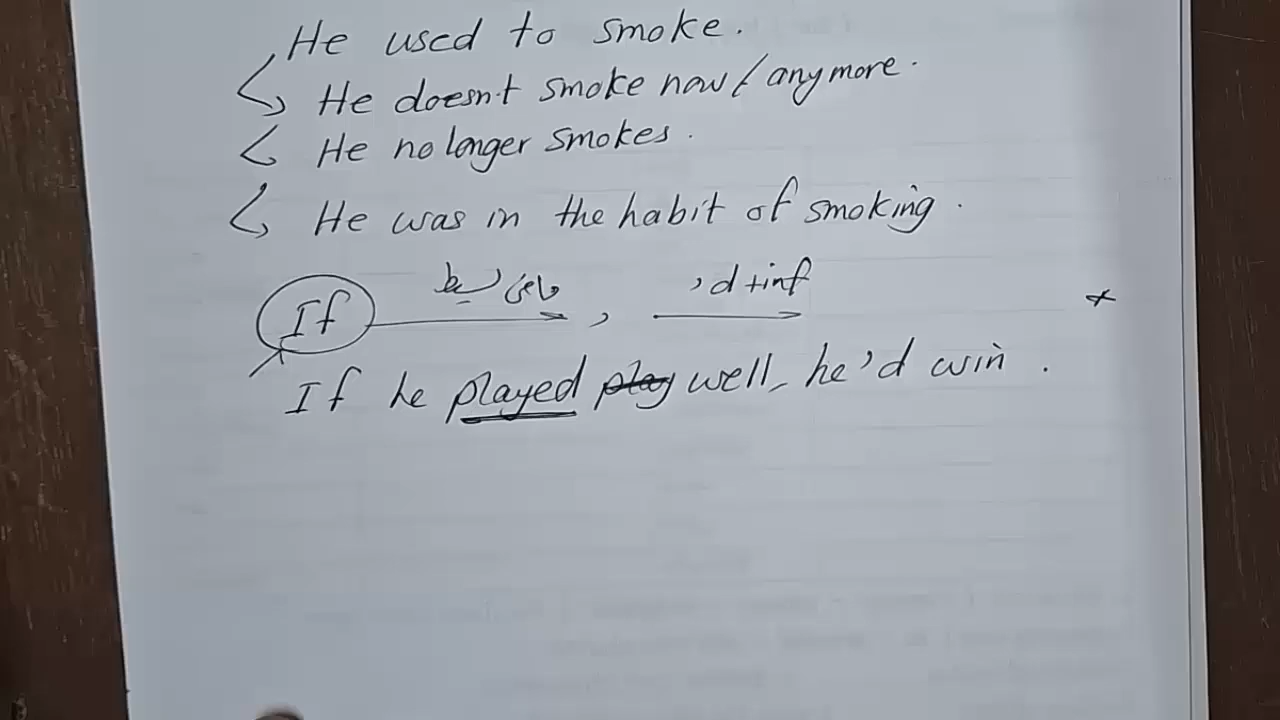 He used to smoke.
He doesn't smoke now / anymore.
He no longer smokes.
He was in the habit of smoking.
If ماضى بسيط , 'd + inf
If he played play well, he'd win.